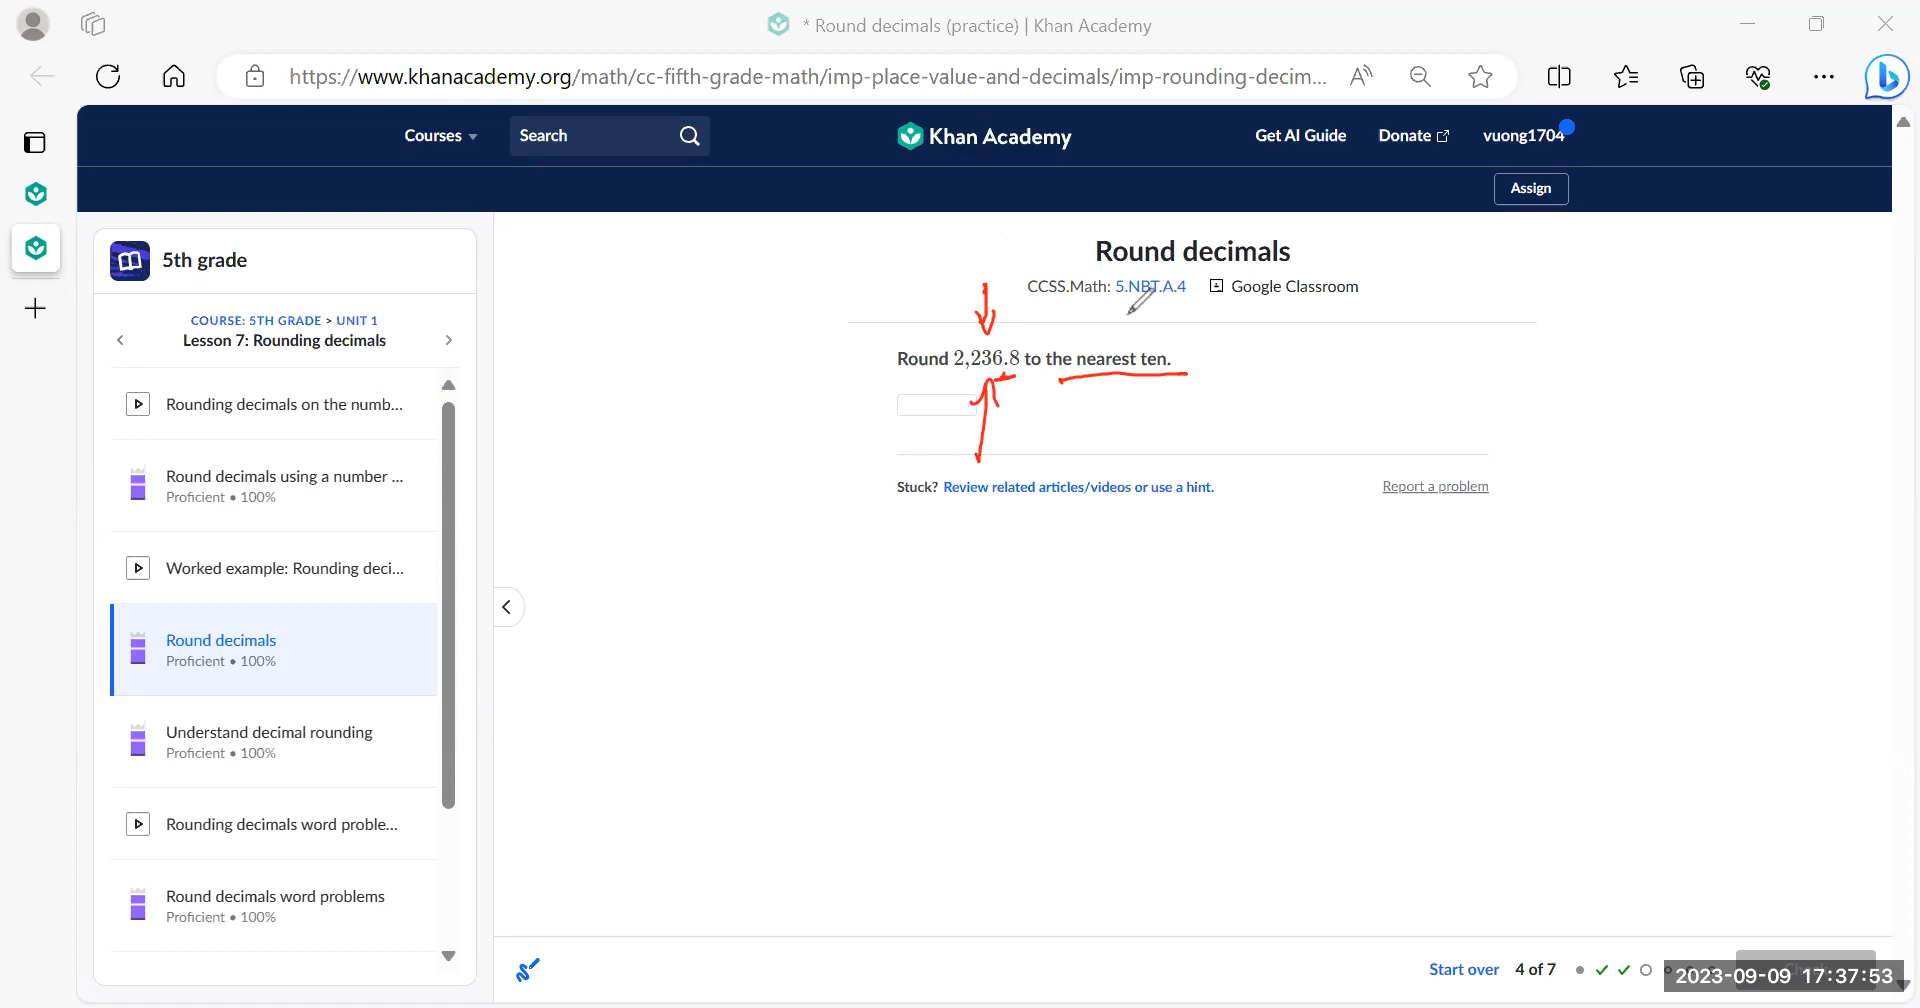 * Round decimals (practice) | Khan Academy
https://www.khanacademy.org/math/cc-fifth-grade-math/imp-place-value-and-decimals/imp-rounding-decim...
Courses
Search
Khan Academy
Get AI Guide
Donate
vuong1704
Assign
5th grade
COURSE: 5TH GRADE > UNIT 1
Lesson 7: Rounding decimals
Rounding decimals on the numb...
Round decimals using a number ...
Proficient • 100%
Worked example: Rounding deci...
Round decimals
Proficient • 100%
Understand decimal rounding
Proficient • 100%
Rounding decimals word proble...
Round decimals word problems
Proficient • 100%
Round decimals
CCSS.Math: 5.NBT.A.4
Google Classroom
Round 2,236.8 to the nearest ten.
Stuck? Review related articles/videos or use a hint.
Report a problem
Start over
4 of 7
2023-09-09 17:37:53